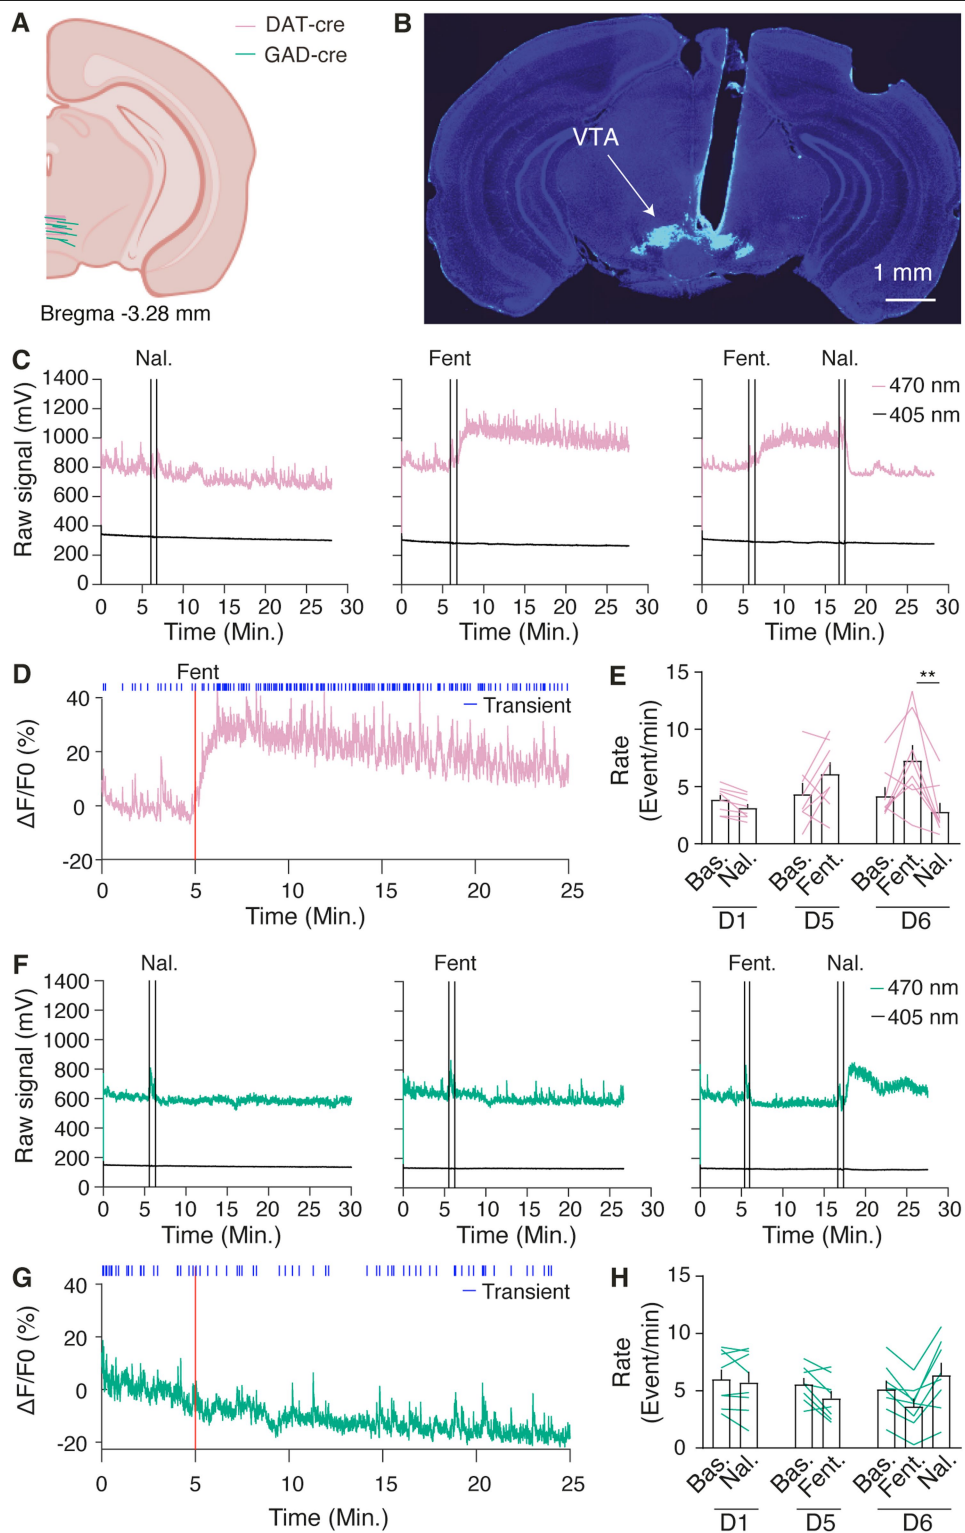 A
DAT-cre
GAD-cre
Bregma -3.28 mm
B
VTA
1 mm
C
Nal.
Fent
Fent. Nal.
470 nm
405 nm
Raw signal (mV)
1400
1200
1000
800
600
400
200
0
0 5 10 15 20 25 30
0 5 10 15 20 25 30
0 5 10 15 20 25 30
Time (Min.)
Time (Min.)
Time (Min.)
D
Fent
Transient
ΔF/F0 (%)
40
20
0
-20
0 5 10 15 20 25
Time (Min.)
E
**
Rate
(Event/min)
15
10
5
0
Bas. Nal. Bas. Fent. Bas. Fent. Nal.
D1 D5 D6
F
Nal.
Fent
Fent. Nal.
470 nm
405 nm
Raw signal (mV)
1400
1200
1000
800
600
400
200
0
0 5 10 15 20 25 30
0 5 10 15 20 25 30
0 5 10 15 20 25 30
Time (Min.)
Time (Min.)
Time (Min.)
G
Transient
ΔF/F0 (%)
40
20
0
-20
0 5 10 15 20 25
Time (Min.)
H
Rate
(Event/min)
15
10
5
0
Bas. Nal. Bas. Fent. Bas. Fent. Nal.
D1 D5 D6